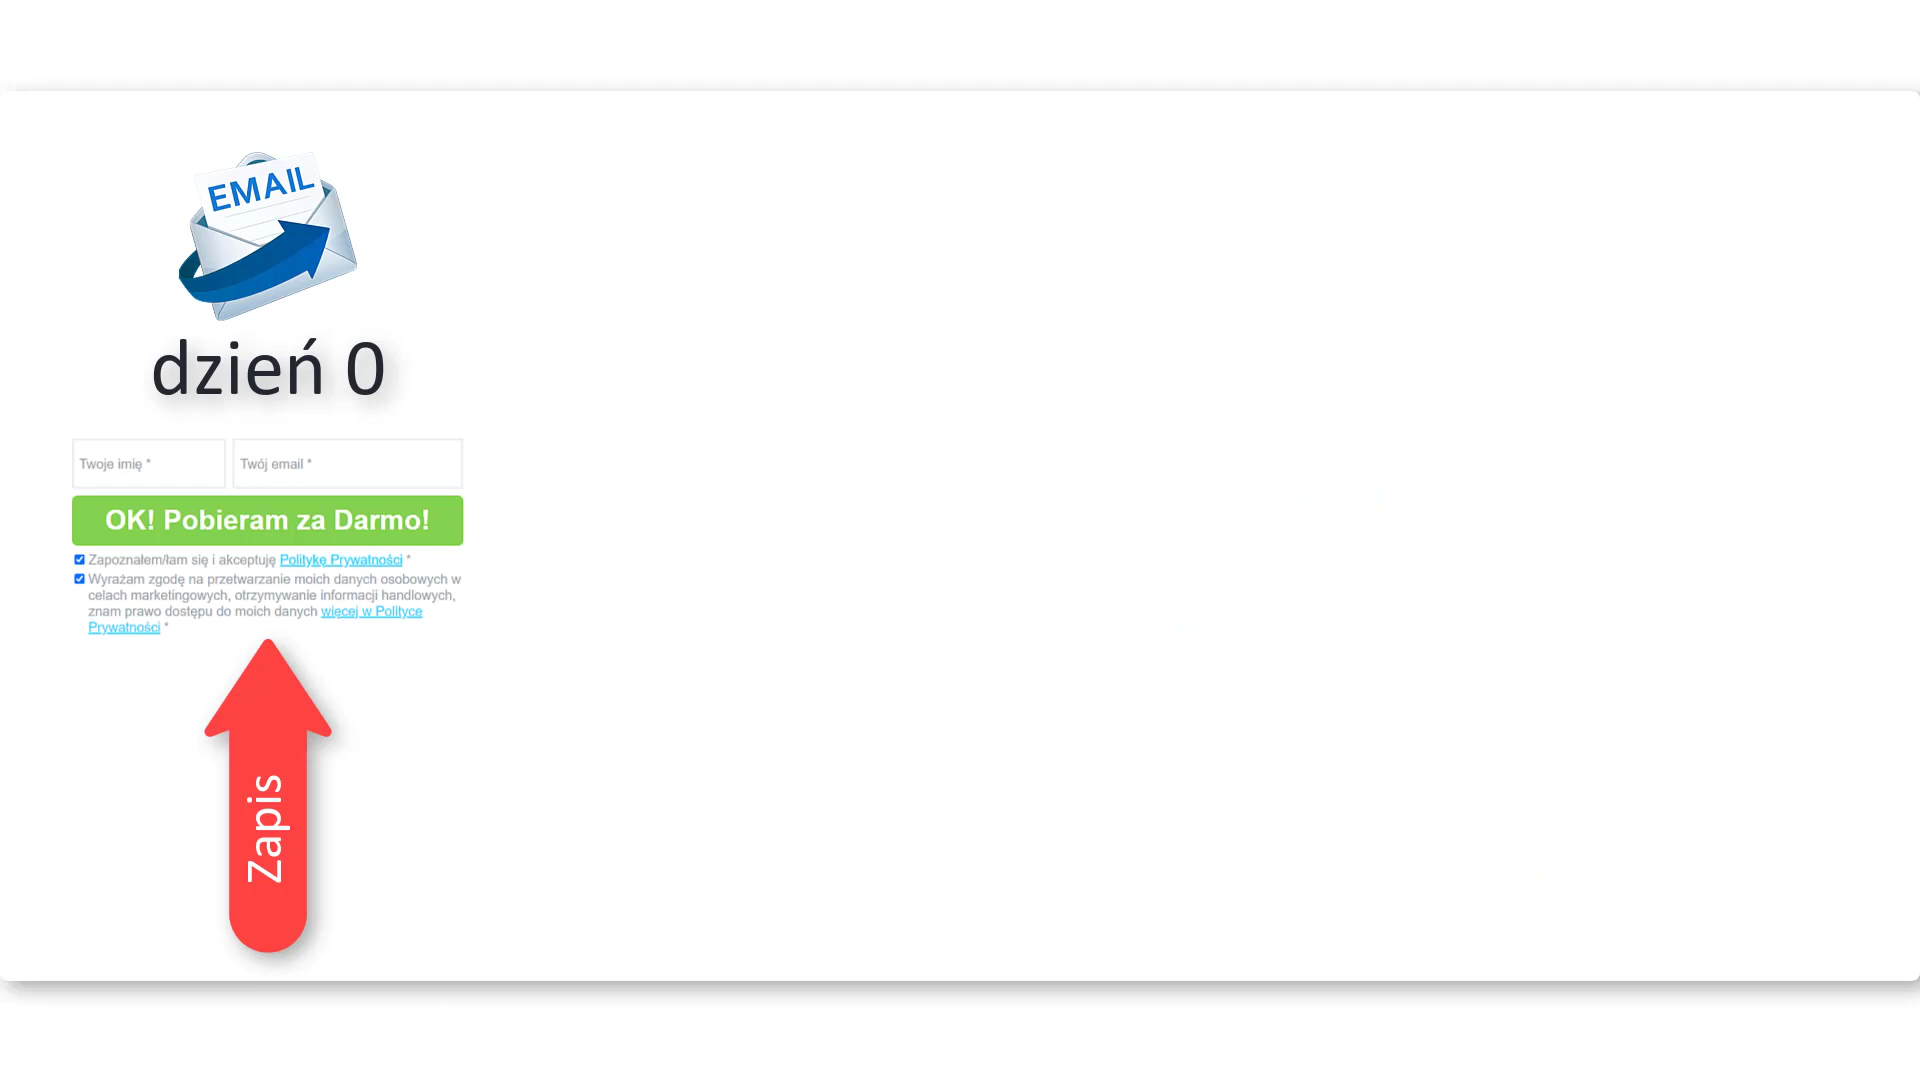 EMAIL
dzień 0
Twoje imię *
Twój email *
OK! Pobieram za Darmo!
Zapoznałem/łam się i akceptuję Politykę Prywatności *
Wyrażam zgodę na przetwarzanie moich danych osobowych w
celach marketingowych, otrzymywanie informacji handlowych,
znam prawo dostępu do moich danych więcej w Polityce
Prywatności *
Zapis